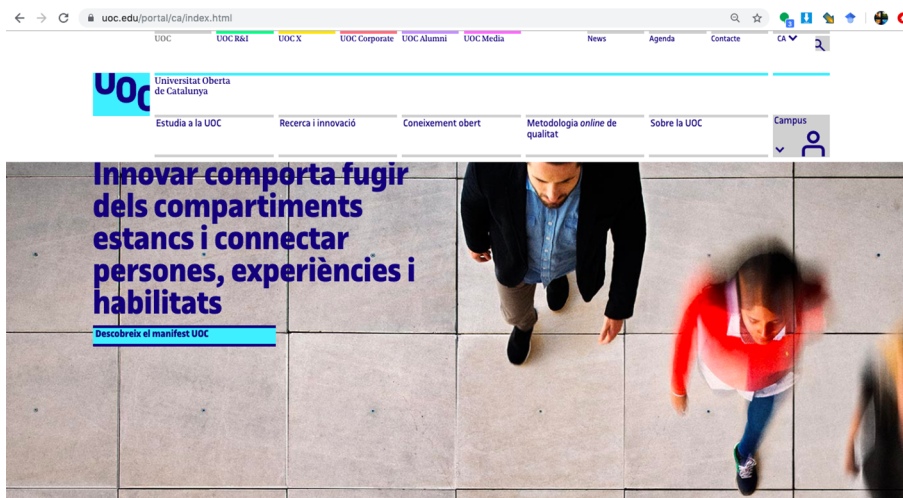 uoc.edu/portal/ca/index.html
UOC
UOC R&I
UOC X
UOC Corporate
UOC Alumni
UOC Media
News
Agenda
Contacte
CA
UOC
Universitat Oberta
de Catalunya
Estudia a la UOC
Recerca i innovació
Coneixement obert
Metodologia online de
qualitat
Sobre la UOC
Campus
Innovar comporta fugir
dels compartiments
estancs i connectar
persones, experiències i
habilitats
Descobreix el manifest UOC
3